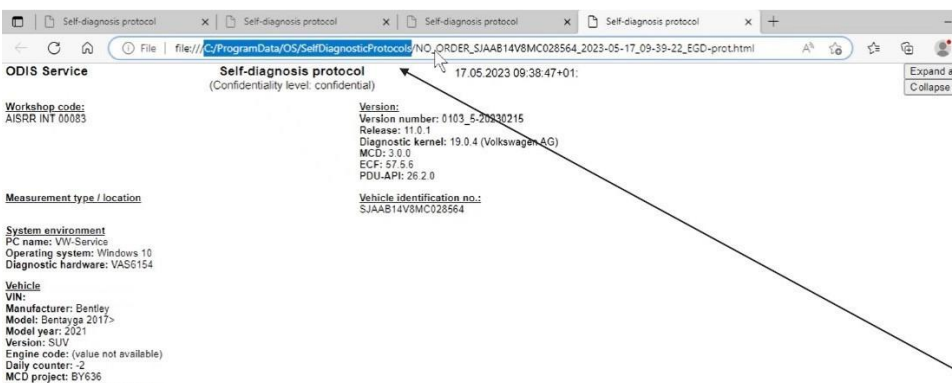 Self-diagnosis protocol
Self-diagnosis protocol
Self-diagnosis protocol
Self-diagnosis protocol
File | file:///C:/ProgramData/OS/SelfDiagnosticProtocols/NO_ORDER_SJAAB14V8MC028564_2023-05-17_09-39-22_EGD-prot.html
ODIS Service
Self-diagnosis protocol
17.05.2023 09:38:47+01:
(Confidentiality level: confidential)
Expand a
Collapse
Workshop code:
AISRR INT 00083
Version:
Version number: 0103_5-20230215
Release: 11.0.1
Diagnostic kernel: 19.0.4 (Volkswagen AG)
MCD: 3.0.0
ECF: 57.5.6
PDU-API: 26.2.0
Measurement type / location
Vehicle identification no.:
SJAAB14V8MC028564
System environment
PC name: VW-Service
Operating system: Windows 10
Diagnostic hardware: VAS6154
Vehicle
VIN:
Manufacturer: Bentley
Model: Bentayga 2017>
Model year: 2021
Version: SUV
Engine code: (value not available)
Daily counter: -2
MCD project: BY636